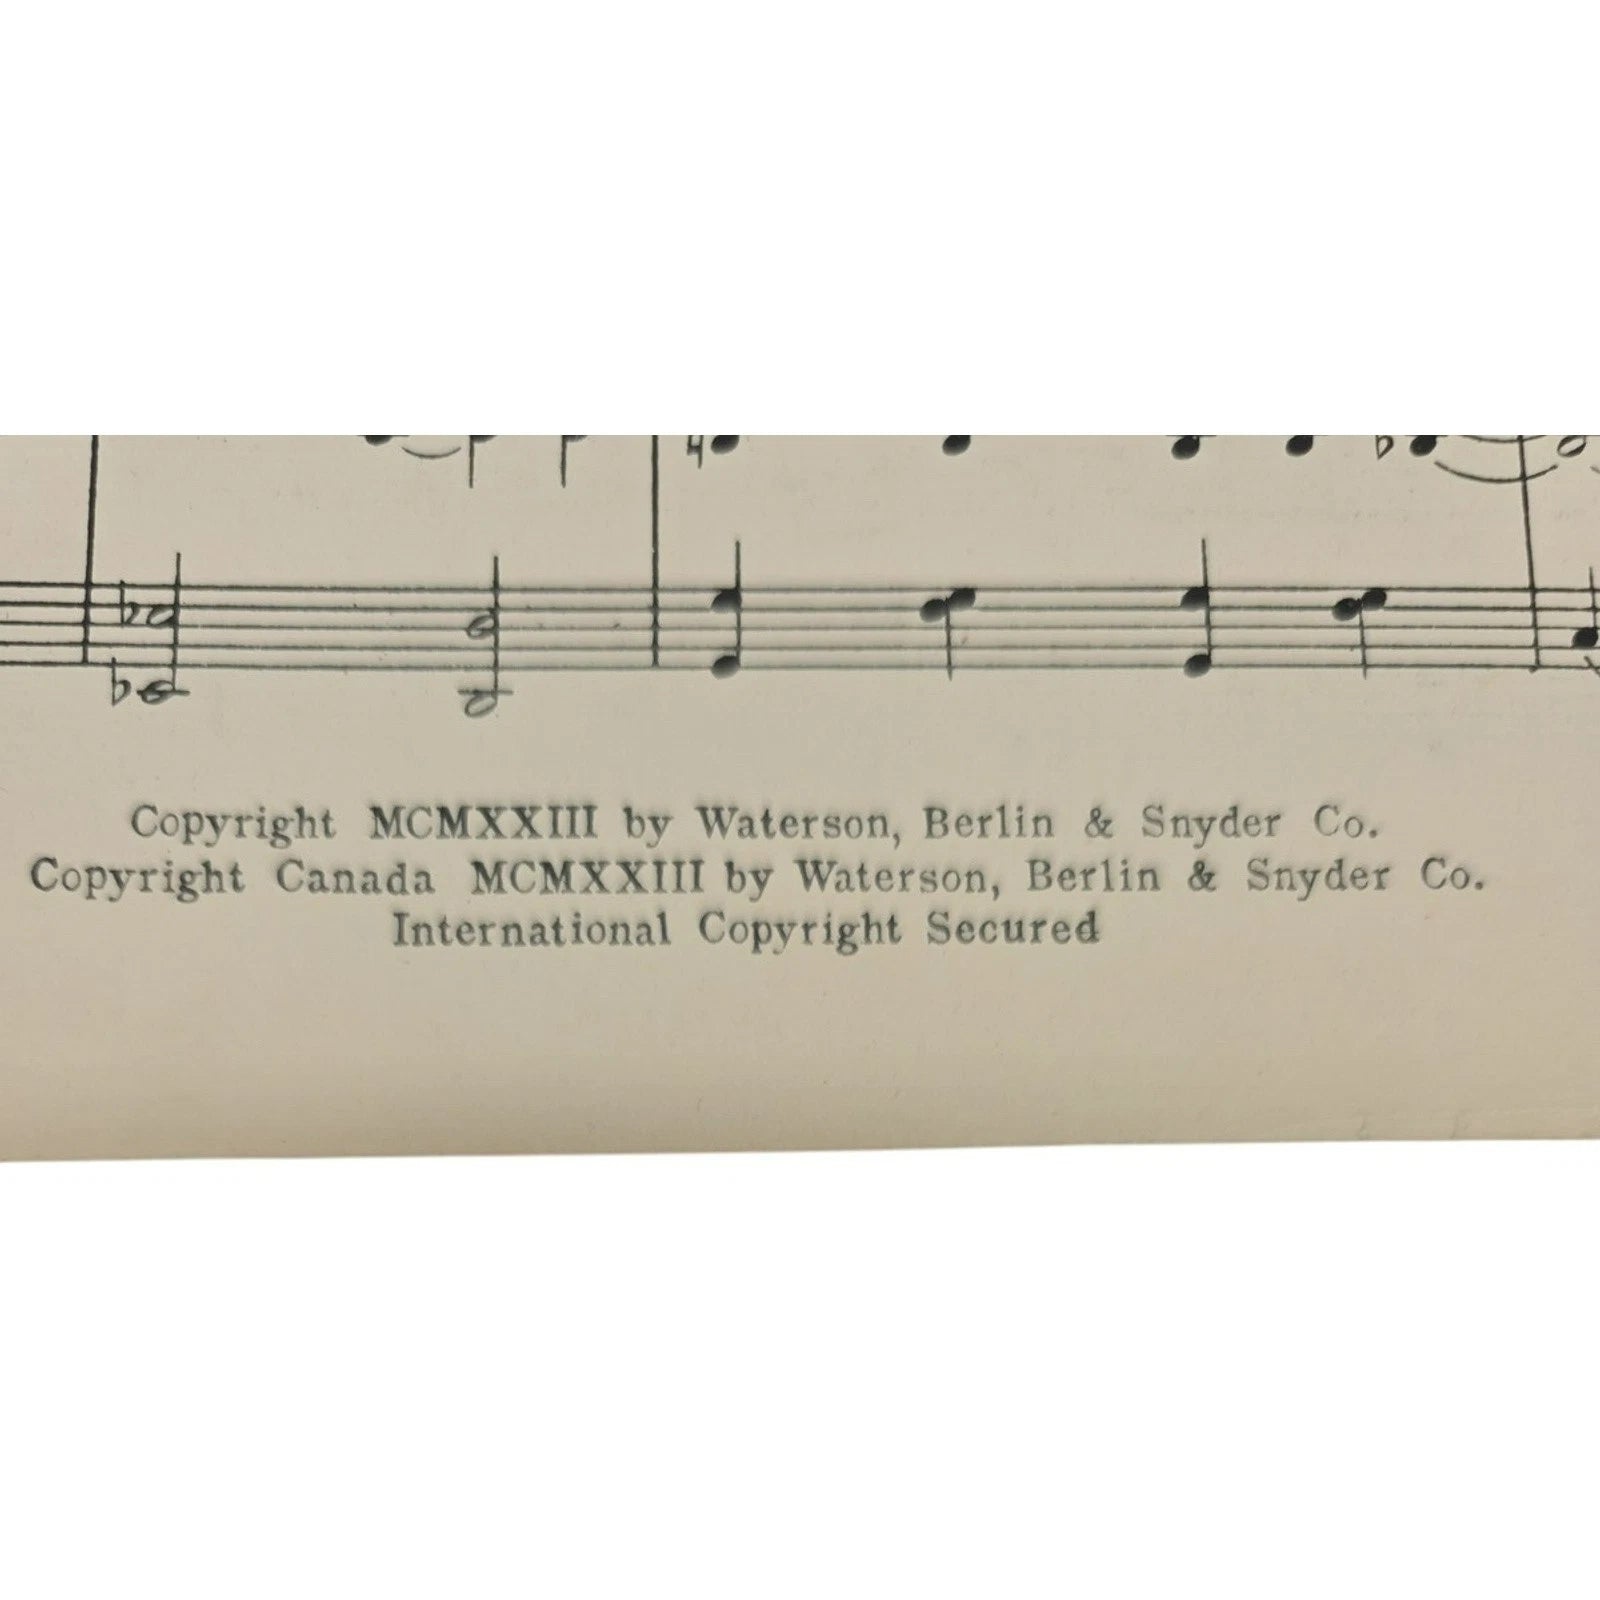 Copyright MCMXXIII by Waterson, Berlin & Snyder Co.
Copyright Canada MCMXXIII by Waterson, Berlin & Snyder Co.
International Copyright Secured